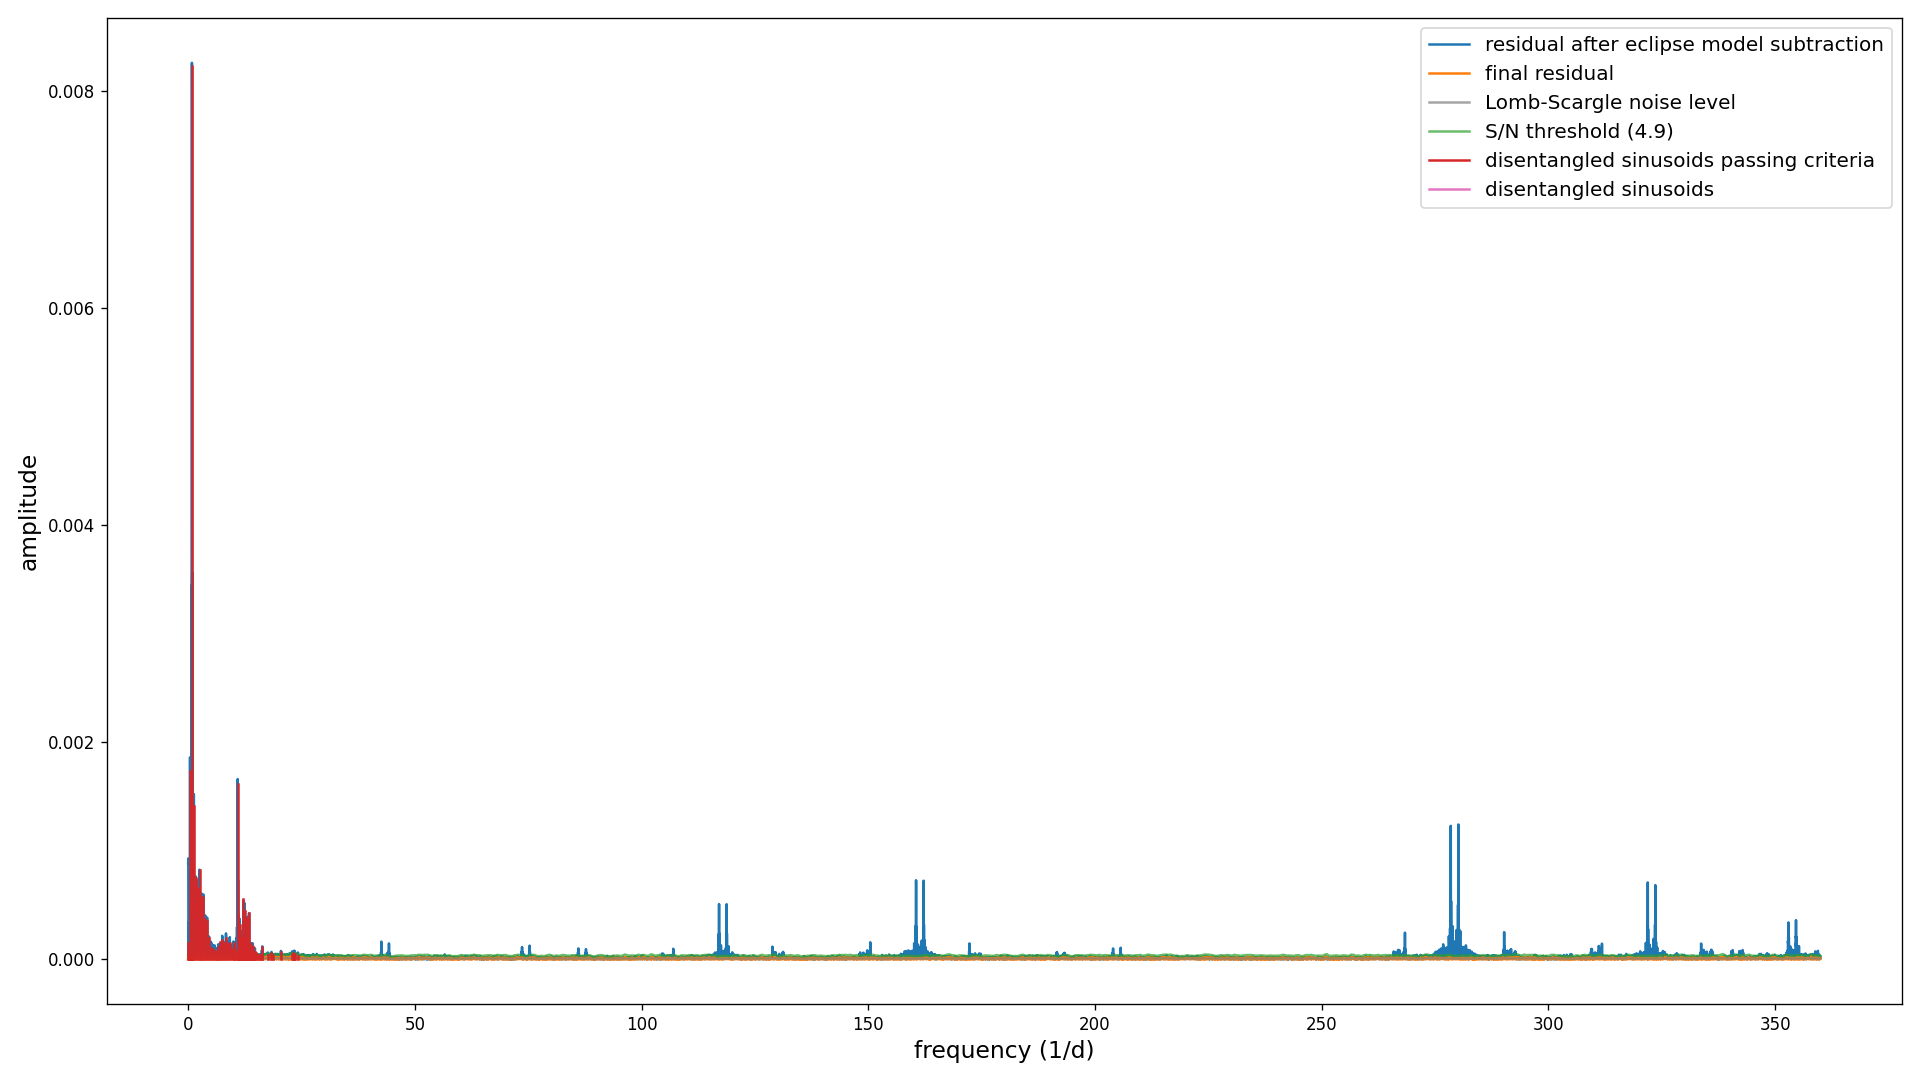 residual after eclipse model subtraction
final residual
Lomb-Scargle noise level
S/N threshold (4.9)
disentangled sinusoids passing criteria
disentangled sinusoids
0.008
0.006
0.004
0.002
0.000
amplitude
0 50 100 150 200 250 300 350
frequency (1/d)